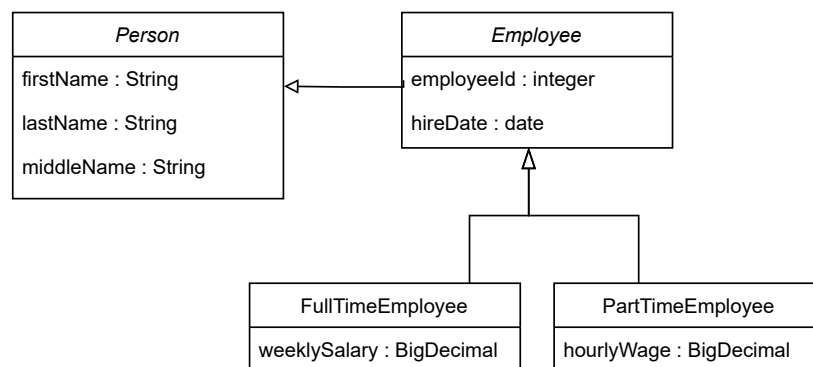 Person
firstName : String
lastName : String
middleName : String
Employee
employeeId : integer
hireDate : date
FullTimeEmployee
weeklySalary : BigDecimal
PartTimeEmployee
hourlyWage : BigDecimal